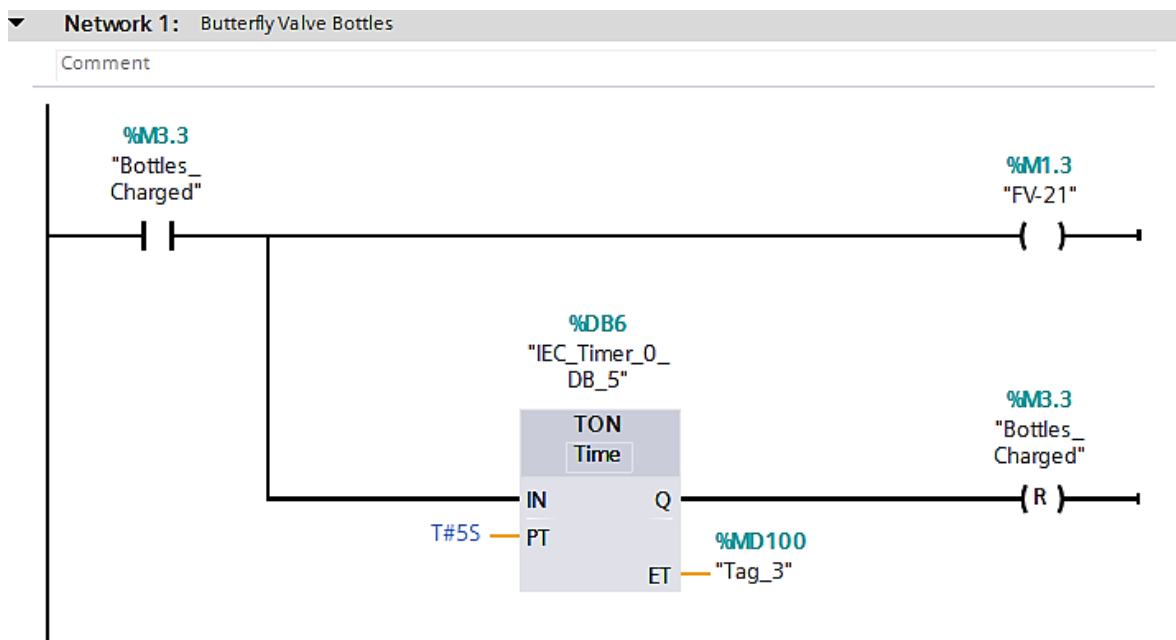 Network 1: Butterfly Valve Bottles
Comment
%M3.3
"Bottles_
Charged"
%M1.3
"FV-21"
%DB6
"IEC_Timer_0_
DB_5"
TON
Time
IN
Q
T#5S
PT
ET
%MD100
"Tag_3"
%M3.3
"Bottles_
Charged"
R